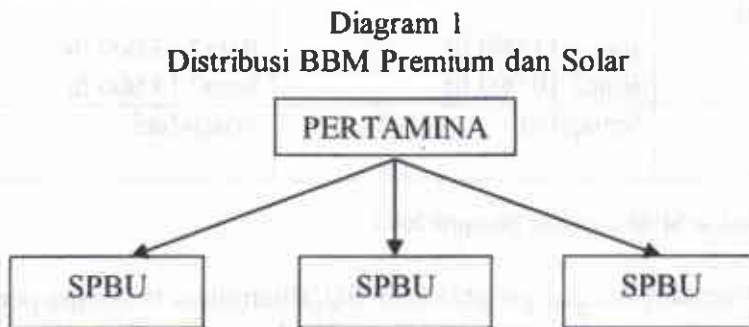 Diagram 1
Distribusi BBM Premium dan Solar
PERTAMINA
SPBU
SPBU
SPBU